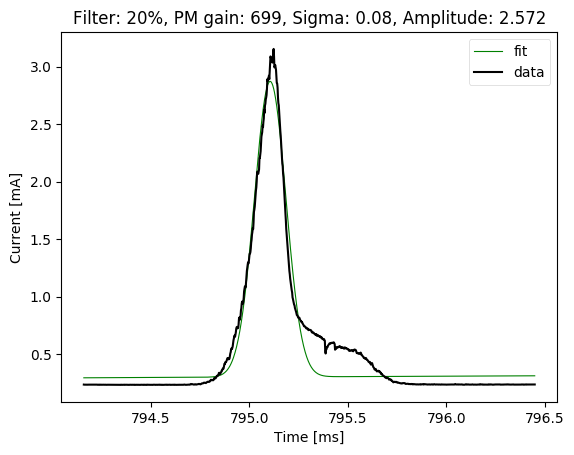 Filter: 20%, PM gain: 699, Sigma: 0.08, Amplitude: 2.572
fit
data
3.0
2.5
2.0
1.5
1.0
0.5
Current [mA]
794.5
795.0
795.5
796.0
796.5
Time [ms]